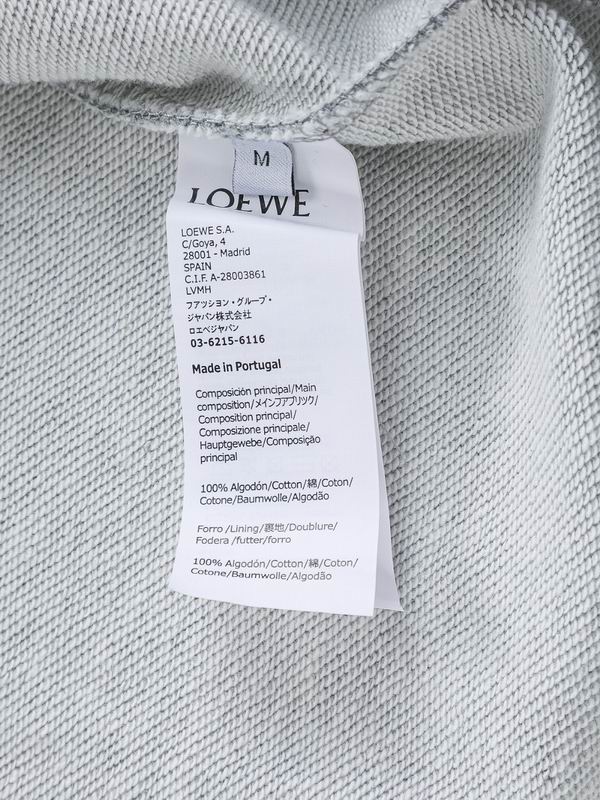 M
LOEWE
LOEWE S.A.
C/Goya, 4
28001 - Madrid
SPAIN
C.I.F. A-28003861
LVMH
ファッション・グループ・
ジャパン株式会社
ロエベジャパン
03-6215-6116
Made in Portugal
Composición principal/Main
composition/メインファブリック/
Composition principal/
Composizione principale/
Hauptgewebe/Composição
principal
100% Algodón/Cotton/綿/Coton/
Cotone/Baumwolle/Algodão
Forro /Lining/裏地/Doublure/
Fodera /futter/forro
100% Algodón/Cotton/綿/Coton/
Cotone/Baumwolle/Algodão